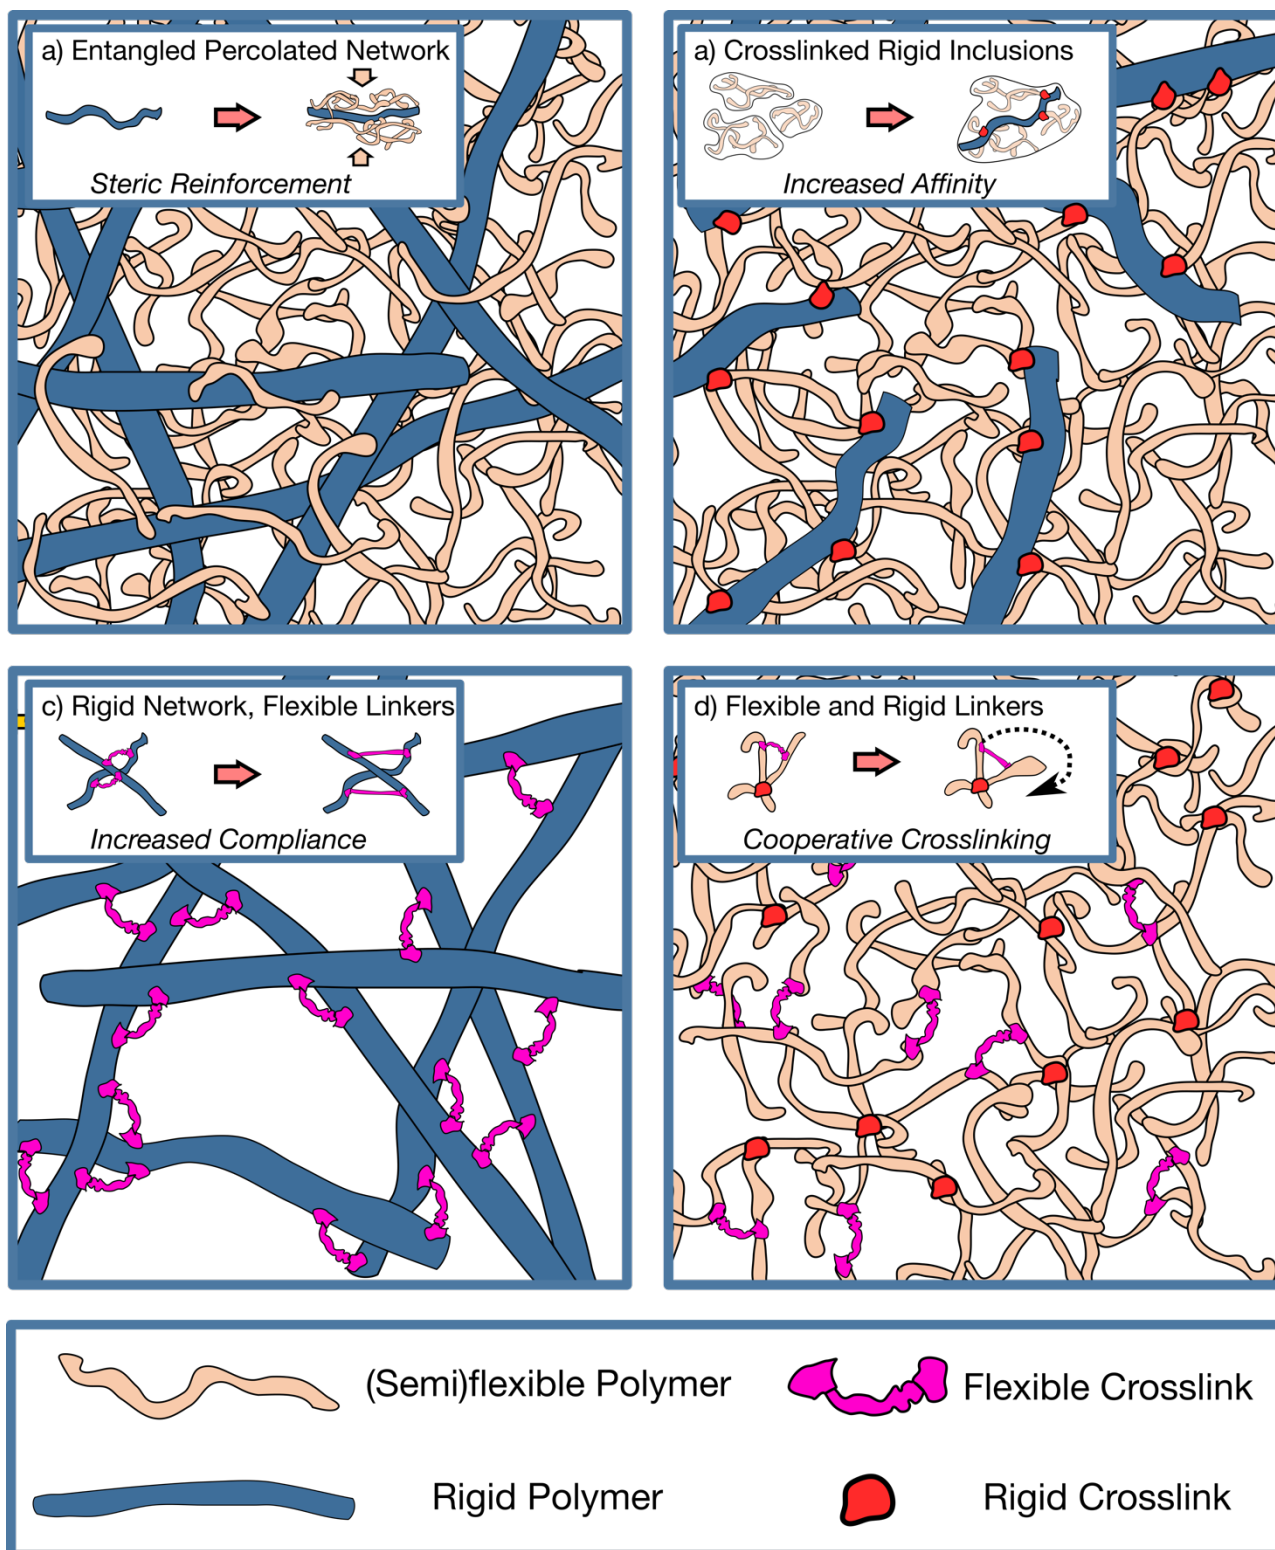 a) Entangled Percolated Network
Steric Reinforcement
a) Crosslinked Rigid Inclusions
Increased Affinity
c) Rigid Network, Flexible Linkers
Increased Compliance
d) Flexible and Rigid Linkers
Cooperative Crosslinking
(Semi)flexible Polymer
Flexible Crosslink
Rigid Polymer
Rigid Crosslink